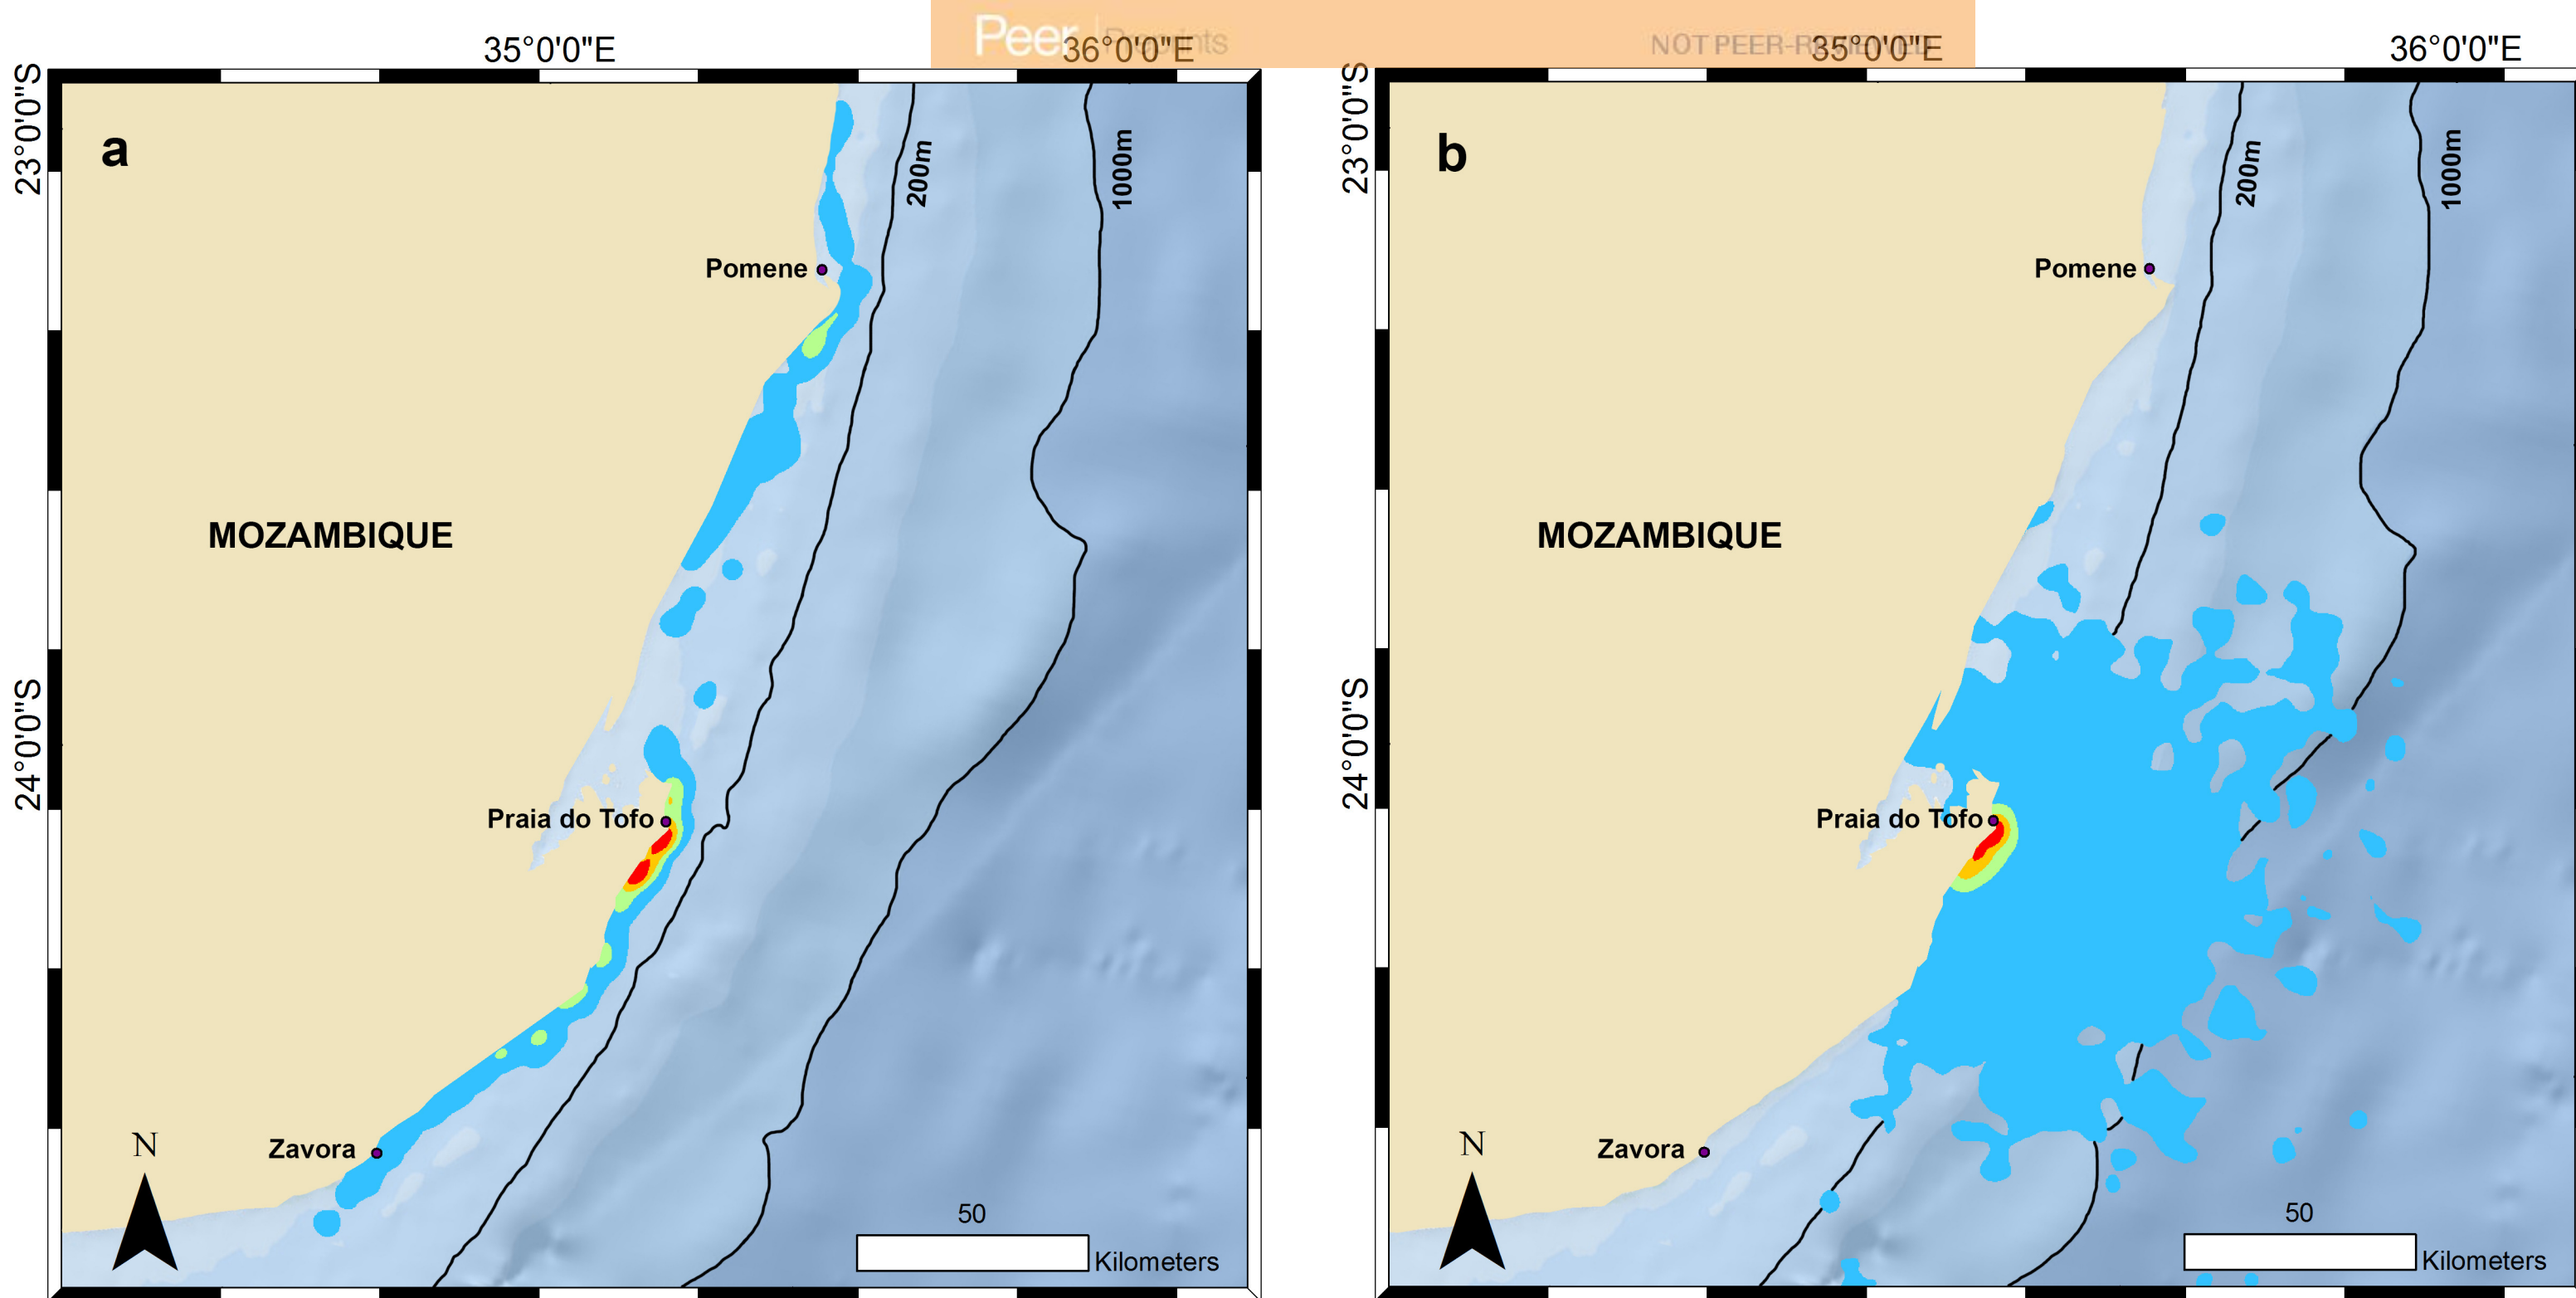 Peer Preprints NOT PEER-REVIEWED
35°0'0"E 36°0'0"E
23°0'0"S
24°0'0"S
a
200m
1000m
Pomene
MOZAMBIQUE
Praia do Tofo
Zavora
N
50
Kilometers
35°0'0"E 36°0'0"E
23°0'0"S
24°0'0"S
b
200m
1000m
Pomene
MOZAMBIQUE
Praia do Tofo
Zavora
N
50
Kilometers